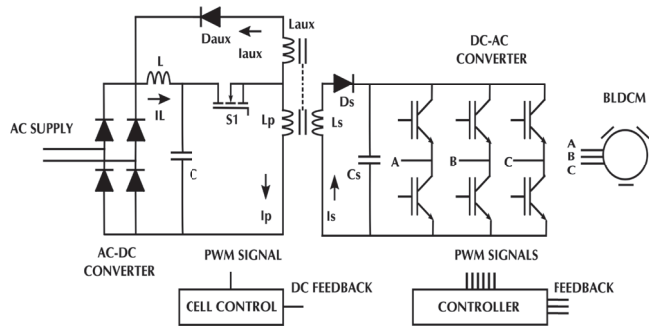 Daux
Laux
Iaux
L
IL
S1
Lp
Ls
Ds
DC-AC
CONVERTER
BLDCM
AC SUPPLY
C
Cs
A
B
C
A
B
C
Ip
Is
AC-DC
CONVERTER
PWM SIGNAL
DC FEEDBACK
CELL CONTROL
PWM SIGNALS
FEEDBACK
CONTROLLER